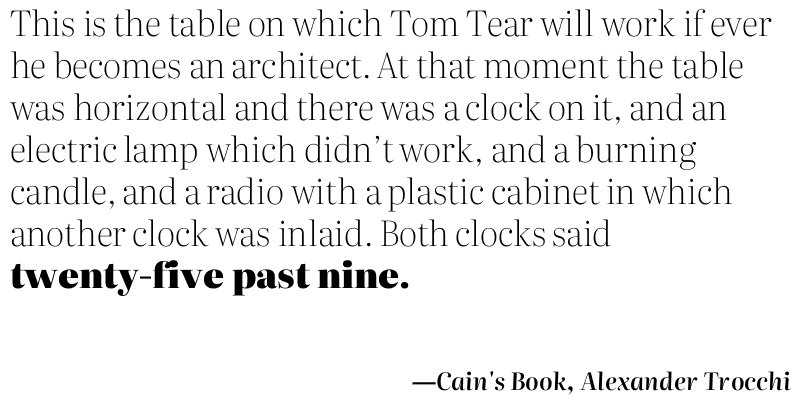 This is the table on which Tom Tear will work if ever
he becomes an architect. At that moment the table
was horizontal and there was a clock on it, and an
electric lamp which didn’t work, and a burning
candle, and a radio with a plastic cabinet in which
another clock was inlaid. Both clocks said
twenty-five past nine.
—Cain's Book, Alexander Trocchi